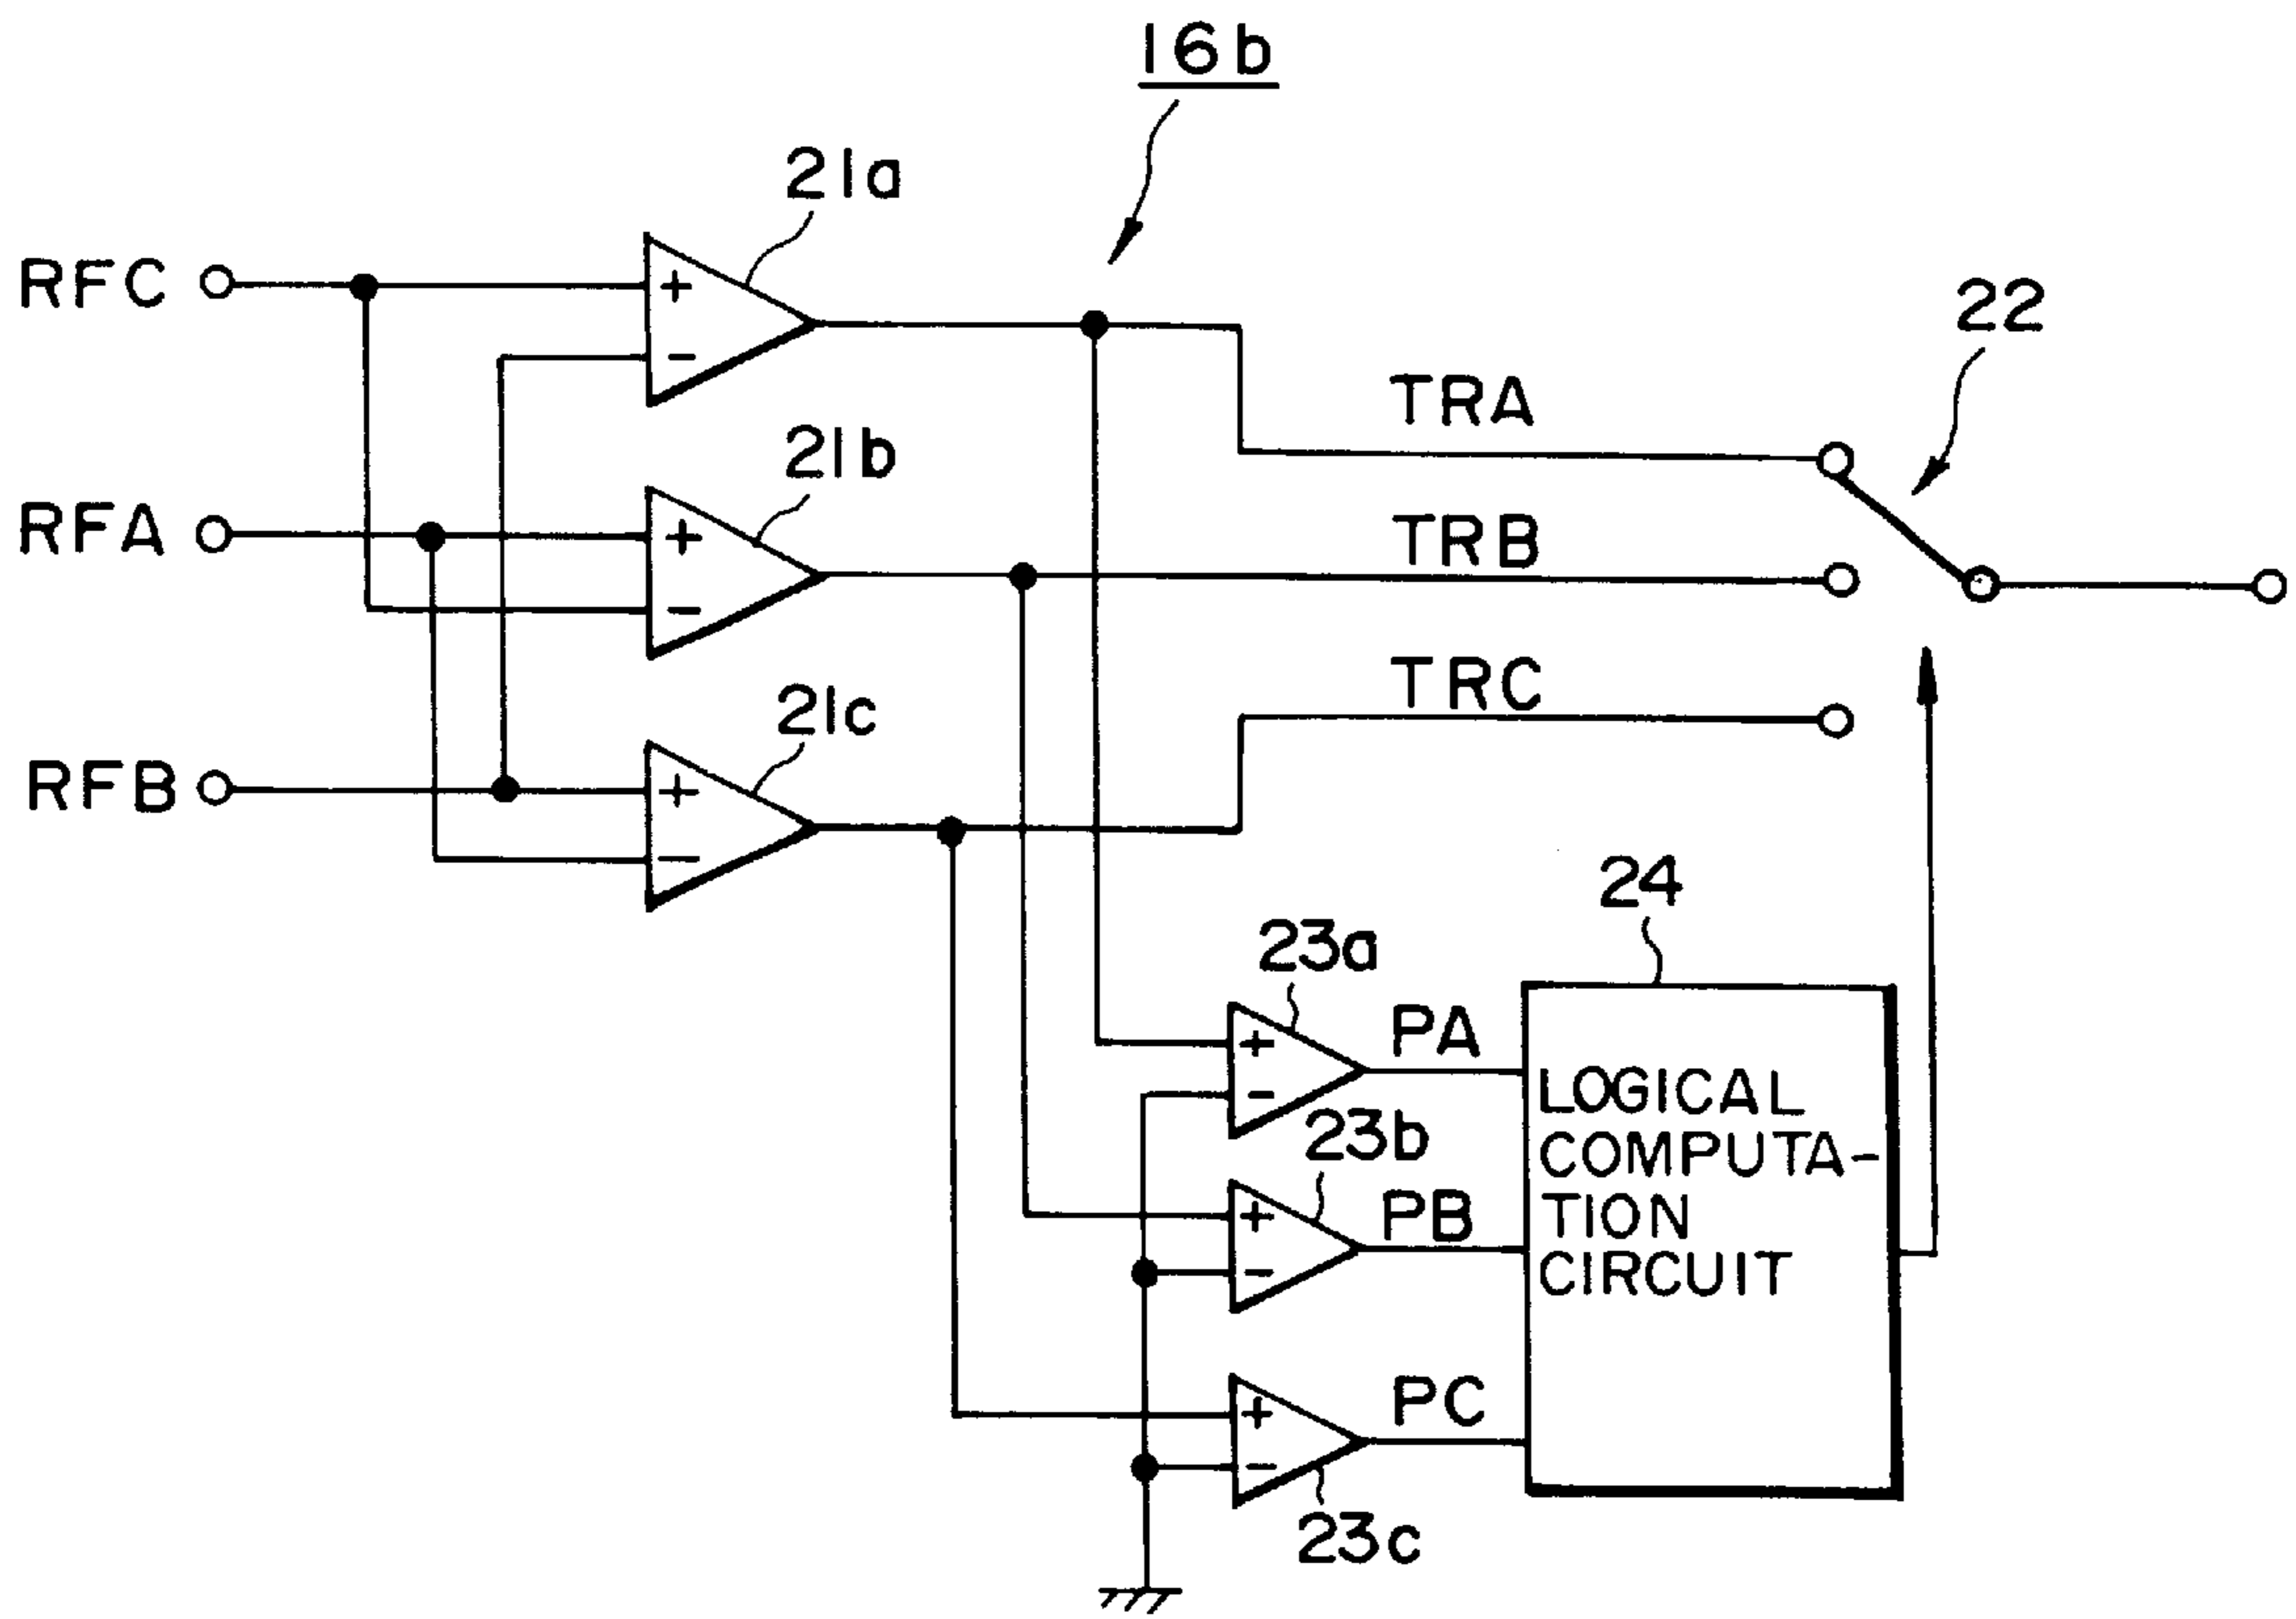 16b
21a
RFC
+
-
22
TRA
21b
RFA
+
-
TRB
21c
TRC
RFB
+
-
24
23a
PA
+
-
LOGICAL
COMPUTA-
TION
CIRCUIT
23b
PB
+
-
PC
+
-
23c